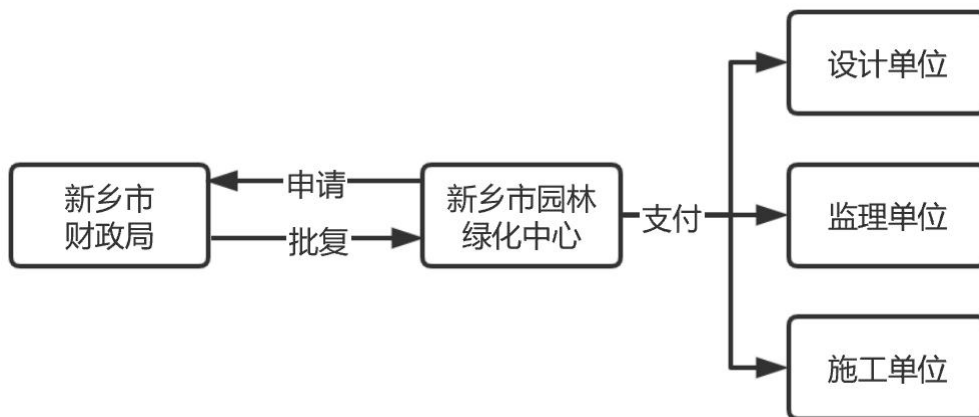 新乡市
财政局
申请
批复
新乡市园林
绿化中心
支付
设计单位
监理单位
施工单位